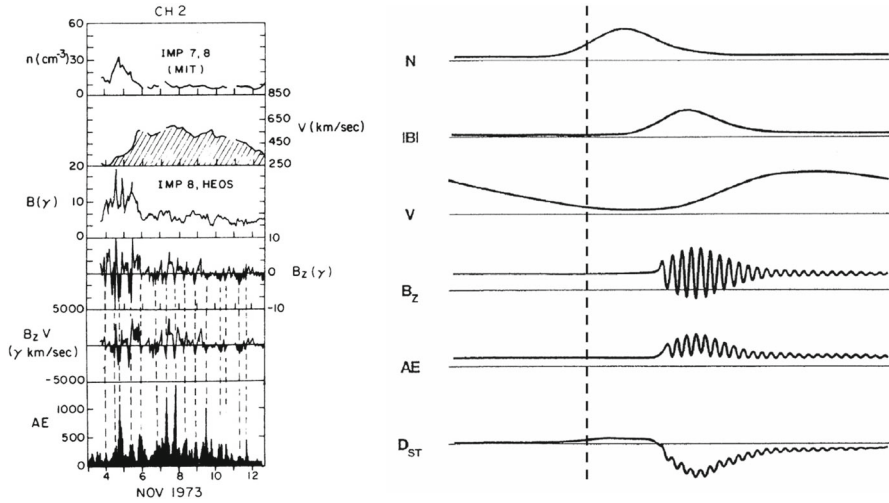 CH 2
60
n(cm⁻³) 30
0
IMP 7, 8
(MIT)
850
650
V (km/sec)
450
250
20
B(γ) 10
0
IMP 8, HEOS
10
0 Bz (γ)
-10
5000
Bz V
(γ km/sec)
0
-5000
AE
1000
500
0
4 6 8 10 12
NOV 1973
N
|B|
V
Bz
AE
DST